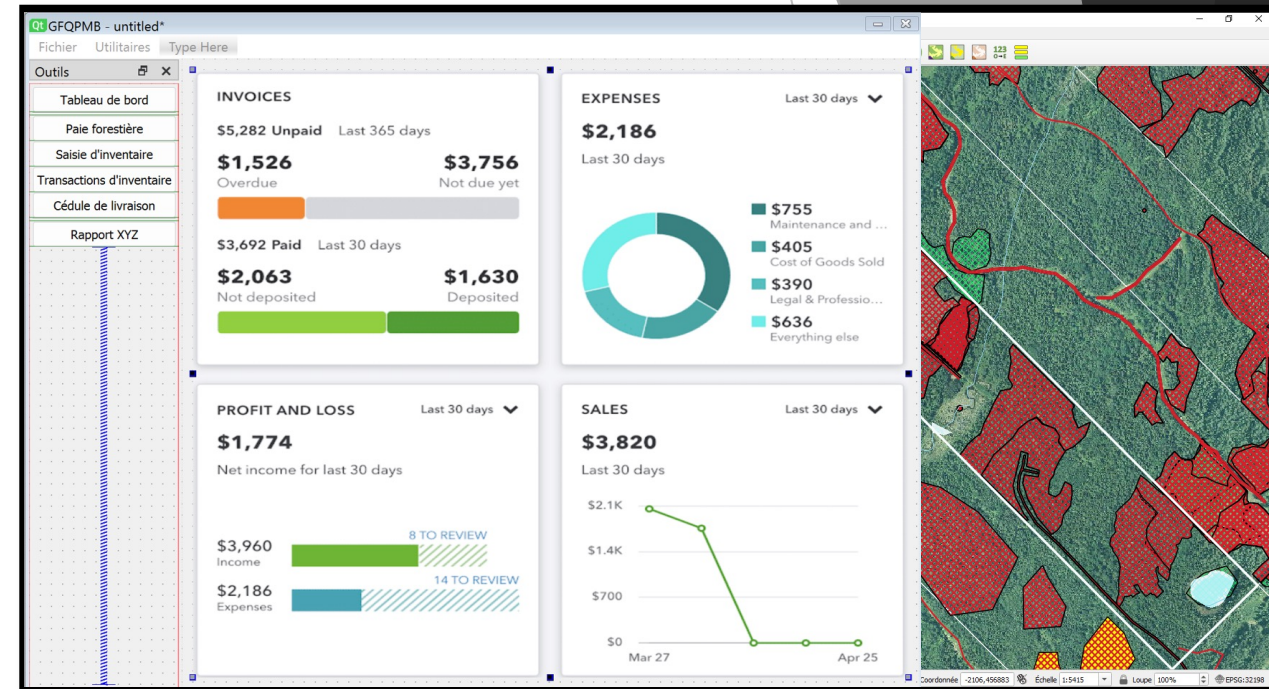 Qt GFQPMB - untitled*
Fichier Utilitaires Type Here
Outils
Tableau de bord
Paie forestière
Saisie d'inventaire
Transactions d'inventaire
Cédule de livraison
Rapport XYZ
INVOICES
$5,282 Unpaid Last 365 days
$1,526 $3,756
Overdue Not due yet
$3,692 Paid Last 30 days
$2,063 $1,630
Not deposited Deposited
EXPENSES Last 30 days
$2,186
Last 30 days
$755
Maintenance and ...
$405
Cost of Goods Sold
$390
Legal & Professio...
$636
Everything else
PROFIT AND LOSS Last 30 days
$1,774
Net income for last 30 days
8 TO REVIEW
$3,960
Income
14 TO REVIEW
$2,186
Expenses
SALES Last 30 days
$3,820
Last 30 days
$2.1K
$1.4K
$700
$0
Mar 27 Apr 25
123
Coordonnée -2106,456883 Échelle 1:5415 Loupe 100% EPSG:32198